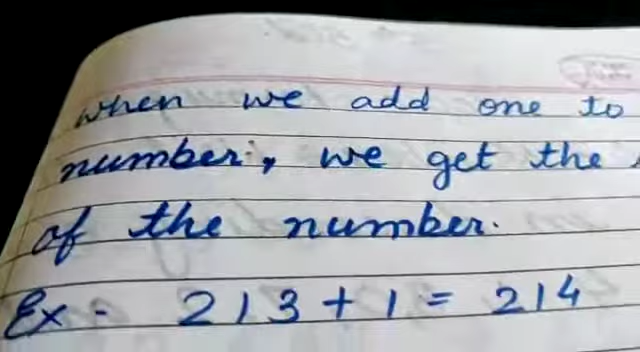 when we add one to
number, we get the
of the number.
Ex - 213 + 1 = 214